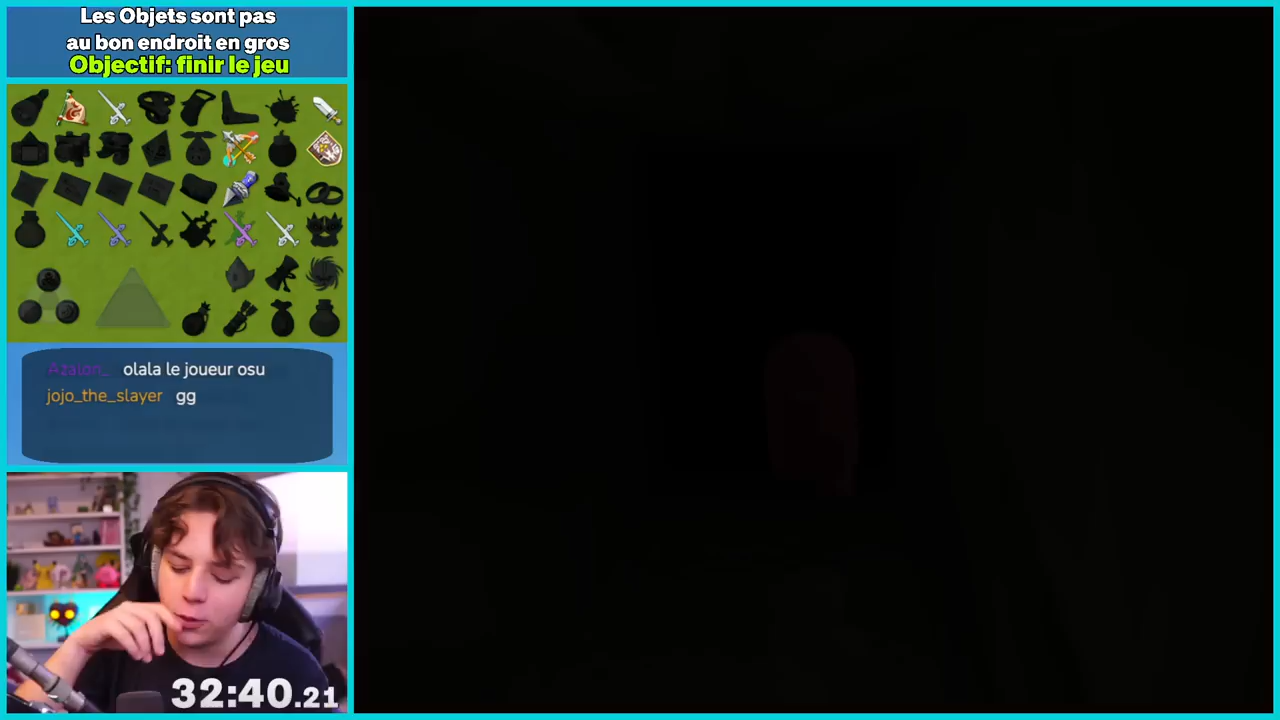 Les Objets sont pas
au bon endroit en gros
Objectif: finir le jeu
Azalon_ olala le joueur osu
jojo_the_slayer gg
32:40.21